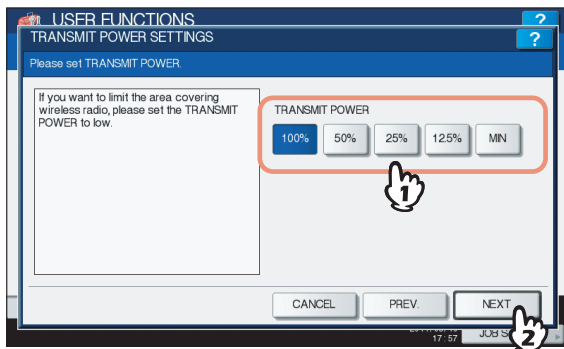 USER FUNCTIONS
?
TRANSMIT POWER SETTINGS
?
Please set TRANSMIT POWER.
If you want to limit the area covering
wireless radio, please set the TRANSMIT
POWER to low.
TRANSMIT POWER
100% 50% 25% 12.5% MIN
1
CANCEL PREV. NEXT
17:57 JOB S
2